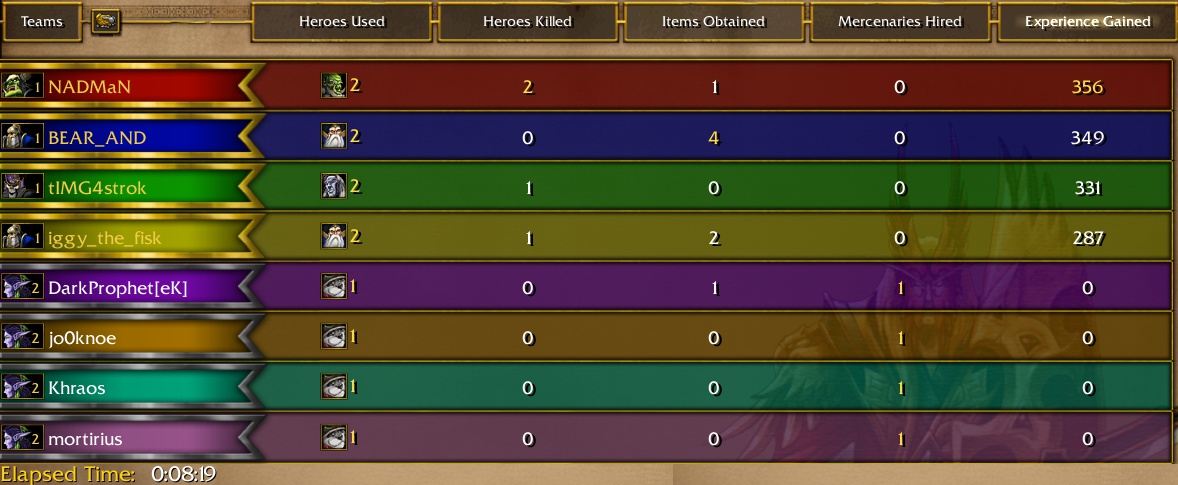 Teams Heroes Used Heroes Killed Items Obtained Mercenaries Hired Experience Gained
1 NADMaN 2 2 1 0 356
1 BEAR_AND 2 0 4 0 349
1 tIMG4strok 2 1 0 0 331
1 iggy_the_fisk 2 1 2 0 287
2 DarkProphet[eK] 1 0 1 1 0
2 jo0knoe 1 0 0 1 0
2 Khraos 1 0 0 1 0
2 mortirius 1 0 0 1 0
Elapsed Time: 0:08:19